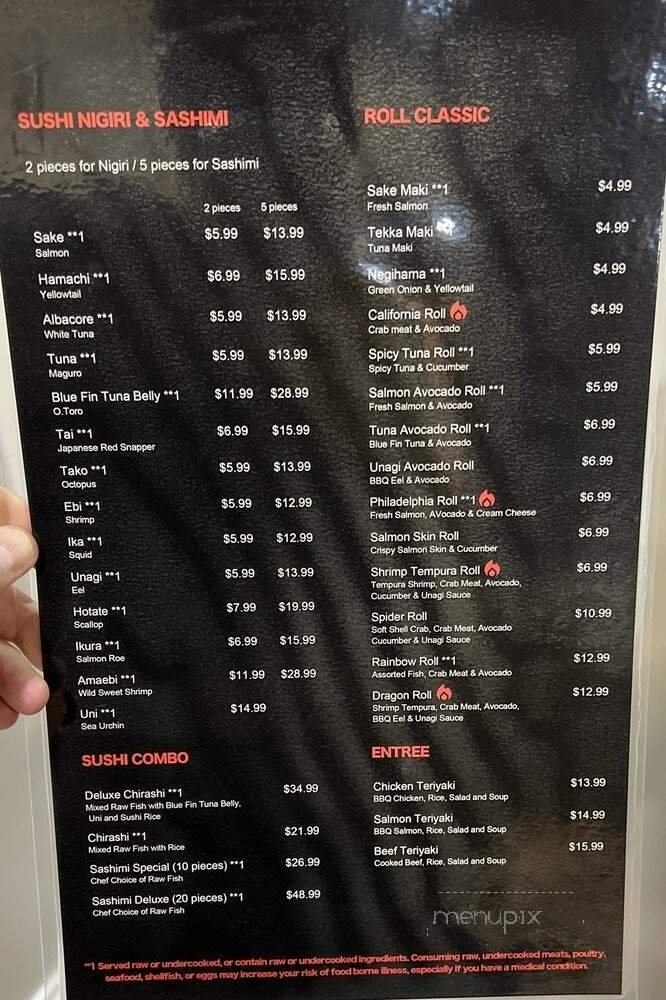 SUSHI NIGIRI & SASHIMI
2 pieces for Nigiri / 5 pieces for Sashimi
2 pieces 5 pieces
Sake **1 $5.99 $13.99
Salmon
Hamachi **1 $6.99 $15.99
Yellowtail
Albacore **1 $5.99 $13.99
White Tuna
Tuna **1 $5.99 $13.99
Maguro
Blue Fin Tuna Belly **1 $11.99 $28.99
O.Toro
Tai **1 $6.99 $15.99
Japanese Red Snapper
Tako **1 $5.99 $13.99
Octopus
Ebi **1 $5.99 $12.99
Shrimp
Ika **1 $5.99 $12.99
Squid
Unagi **1 $5.99 $13.99
Eel
Hotate **1 $7.99 $19.99
Scallop
Ikura **1 $6.99 $15.99
Salmon Roe
Amaebi **1 $11.99 $28.99
Wild Sweet Shrimp
Uni **1 $14.99
Sea Urchin
SUSHI COMBO
Deluxe Chirashi **1 $34.99
Mixed Raw Fish with Blue Fin Tuna Belly,
Uni and Sushi Rice
Chirashi **1 $21.99
Mixed Raw Fish with Rice
Sashimi Special (10 pieces) **1 $26.99
Chef Choice of Raw Fish
Sashimi Deluxe (20 pieces) **1 $48.99
Chef Choice of Raw Fish
ROLL CLASSIC
Sake Maki **1 $4.99
Fresh Salmon
Tekka Maki $4.99
Tuna Maki
Negihama **1 $4.99
Green Onion & Yellowtail
California Roll $4.99
Crab meat & Avocado
Spicy Tuna Roll **1 $5.99
Spicy Tuna & Cucumber
Salmon Avocado Roll **1 $5.99
Fresh Salmon & Avocado
Tuna Avocado Roll **1 $6.99
Blue Fin Tuna & Avocado
Unagi Avocado Roll $6.99
BBQ Eel & Avocado
Philadelphia Roll **1 $6.99
Fresh Salmon, AVocado & Cream Cheese
Salmon Skin Roll $6.99
Crispy Salmon Skin & Cucumber
Shrimp Tempura Roll $6.99
Tempura Shrimp, Crab Meat, Avocado,
Cucumber & Unagi Sauce
Spider Roll $10.99
Soft Shell Crab, Crab Meat, Avocado
Cucumber & Unagi Sauce
Rainbow Roll **1 $12.99
Assorted Fish, Crab Meat & Avocado
Dragon Roll $12.99
Shrimp Tempura, Crab Meat, Avocado,
BBQ Eel & Unagi Sauce
ENTREE
Chicken Teriyaki $13.99
BBQ Chicken, Rice, Salad and Soup
Salmon Teriyaki $14.99
BBQ Salmon, Rice, Salad and Soup
Beef Teriyaki $15.99
Cooked Beef, Rice, Salad and Soup
menupix
**1 Served raw or undercooked, or contain raw or undercooked ingredients. Consuming raw, undercooked meats, poultry,
seafood, shellfish, or eggs may increase your risk of food borne illness, especially if you have a medical condition.